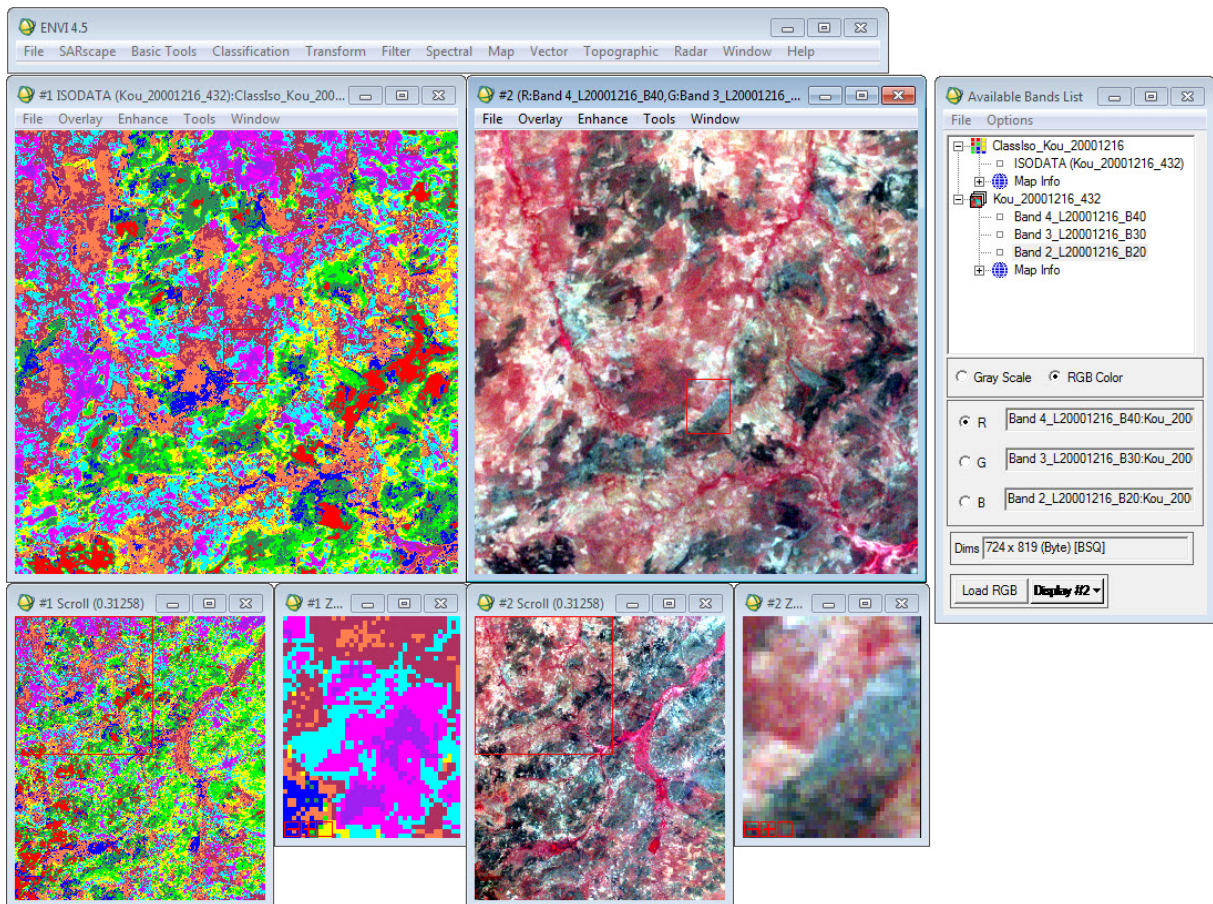 ENVI 4.5
File SARscape Basic Tools Classification Transform Filter Spectral Map Vector Topographic Radar Window Help
#1 ISODATA (Kou_20001216_432):ClassIso_Kou_200...
File Overlay Enhance Tools Window
#2 (R:Band 4_L20001216_B40,G:Band 3_L20001216_...
File Overlay Enhance Tools Window
Available Bands List
File Options
ClassIso_Kou_20001216
ISODATA (Kou_20001216_432)
Map Info
Kou_20001216_432
Band 4_L20001216_B40
Band 3_L20001216_B30
Band 2_L20001216_B20
Map Info
Gray Scale RGB Color
R Band 4_L20001216_B40:Kou_200
G Band 3_L20001216_B30:Kou_200
B Band 2_L20001216_B20:Kou_200
Dims 724 x 819 (Byte) [BSQ]
Load RGB Display #2
#1 Scroll (0.31258)
#1 Z...
#2 Scroll (0.31258)
#2 Z...